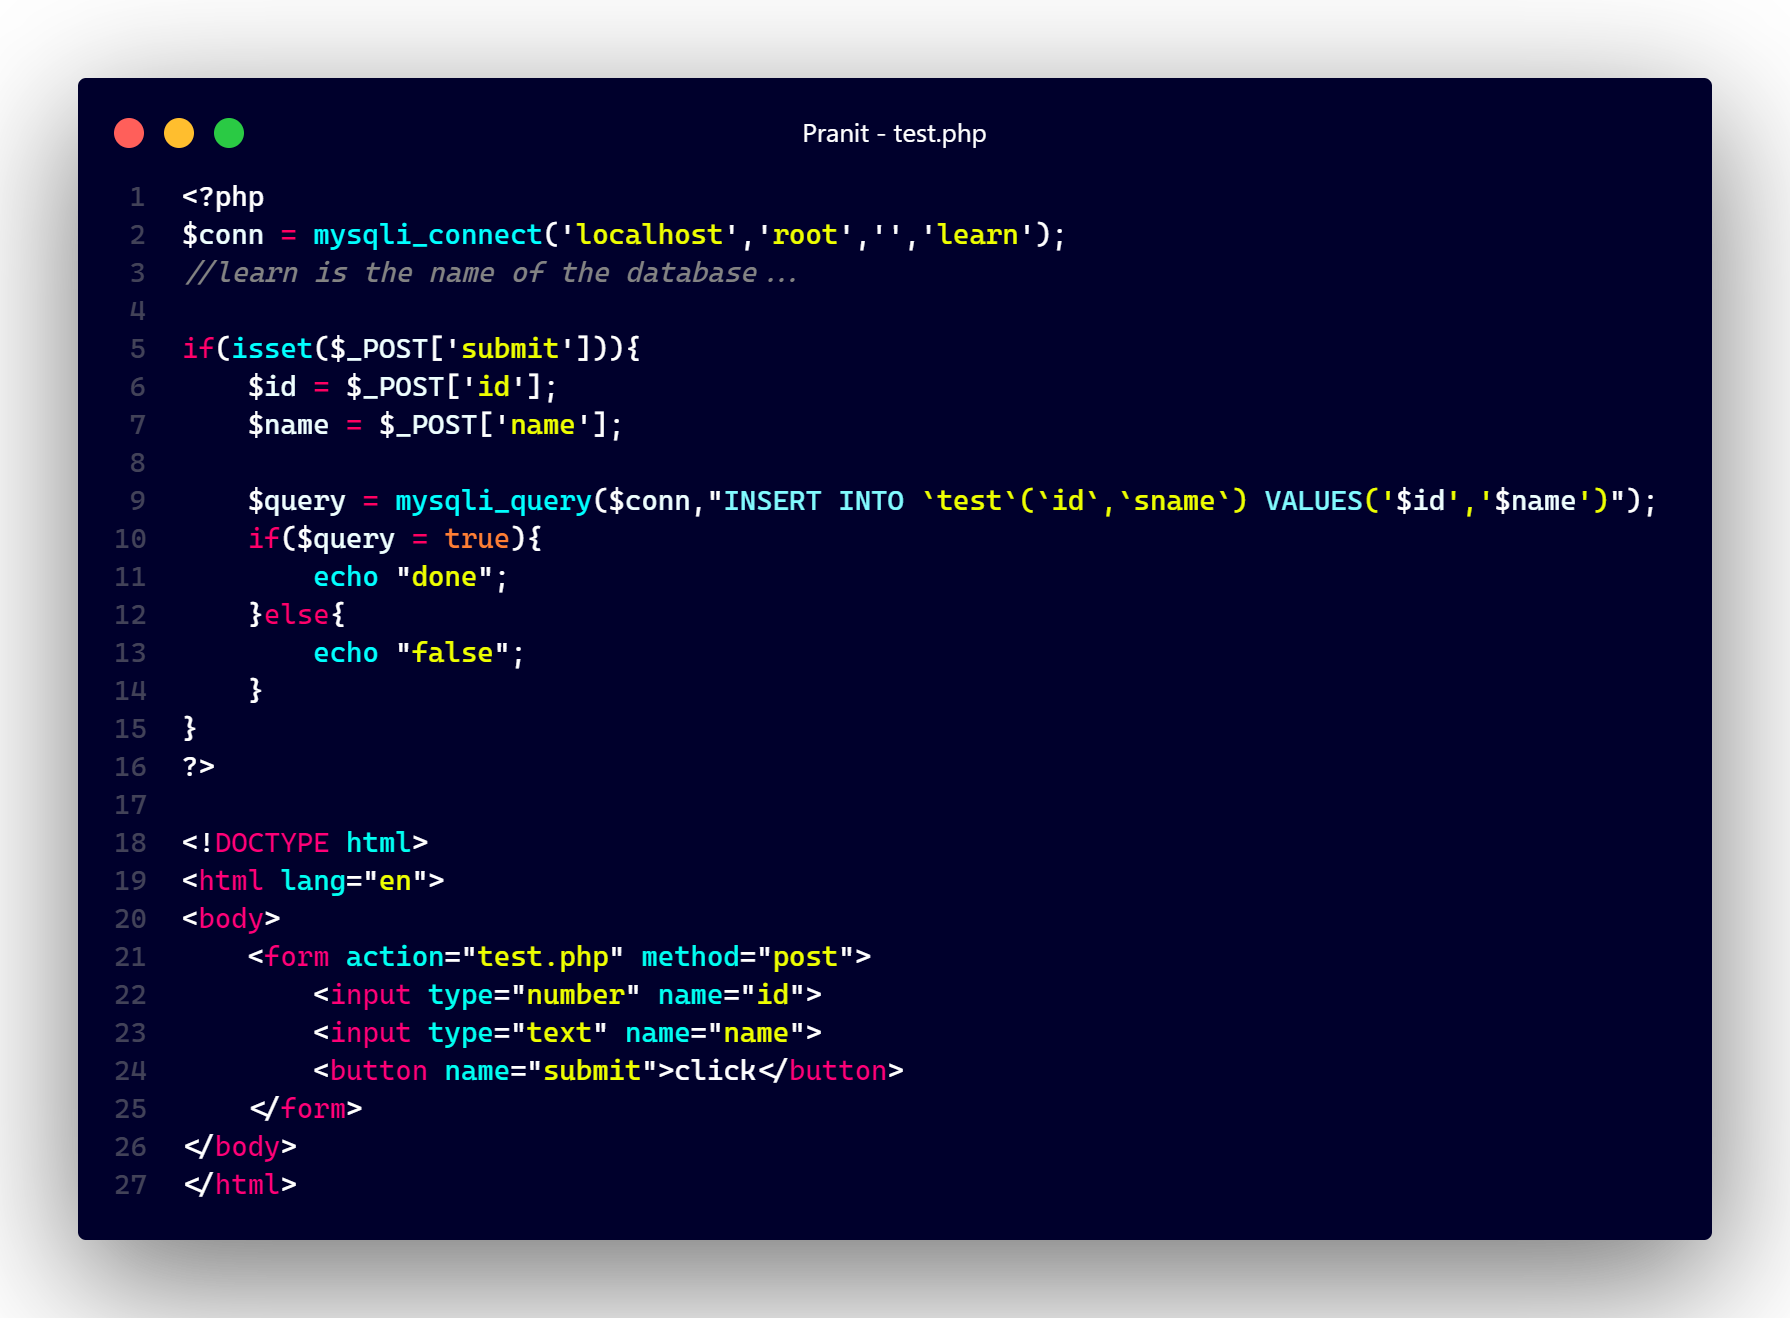 Pranit - test.php
1 <?php
2 $conn = mysqli_connect('localhost','root','','learn');
3 //learn is the name of the database...
4
5 if(isset($_POST['submit'])){
6     $id = $_POST['id'];
7     $name = $_POST['name'];
8
9     $query = mysqli_query($conn,"INSERT INTO `test`(`id`,`sname`) VALUES('$id','$name')");
10     if($query = true){
11         echo "done";
12     }else{
13         echo "false";
14     }
15 }
16 ?>
17
18 <!DOCTYPE html>
19 <html lang="en">
20 <body>
21     <form action="test.php" method="post">
22         <input type="number" name="id">
23         <input type="text" name="name">
24         <button name="submit">click</button>
25     </form>
26 </body>
27 </html>